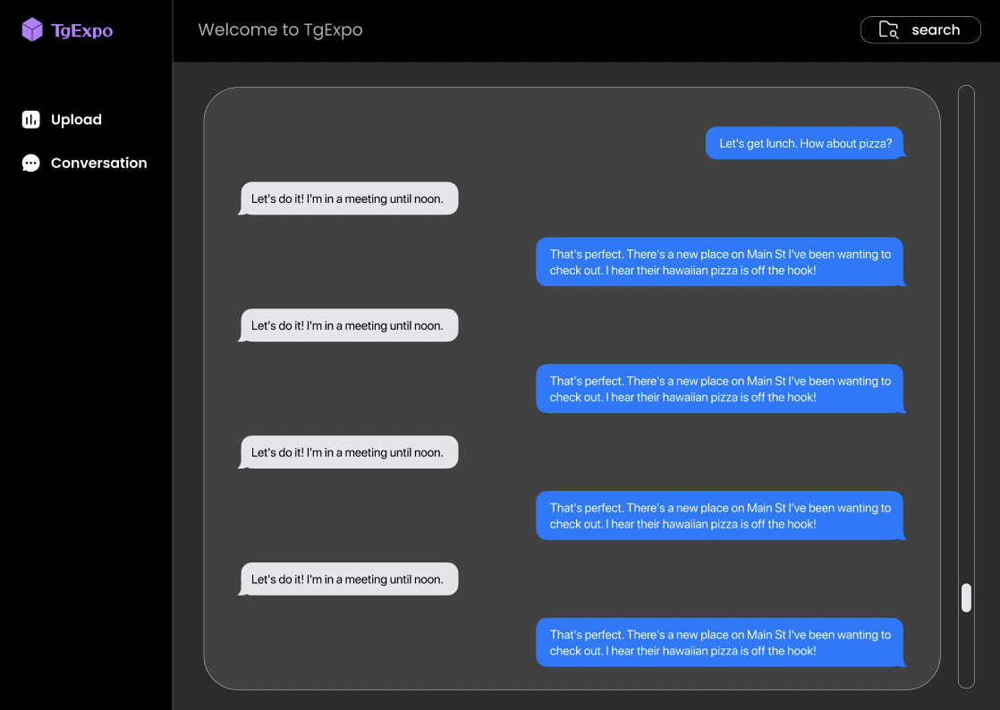 TgExpo
Welcome to TgExpo
search
Upload
Conversation
Let's get lunch. How about pizza?
Let's do it! I'm in a meeting until noon.
That's perfect. There's a new place on Main St I've been wanting to
check out. I hear their hawaiian pizza is off the hook!
Let's do it! I'm in a meeting until noon.
That's perfect. There's a new place on Main St I've been wanting to
check out. I hear their hawaiian pizza is off the hook!
Let's do it! I'm in a meeting until noon.
That's perfect. There's a new place on Main St I've been wanting to
check out. I hear their hawaiian pizza is off the hook!
Let's do it! I'm in a meeting until noon.
That's perfect. There's a new place on Main St I've been wanting to
check out. I hear their hawaiian pizza is off the hook!